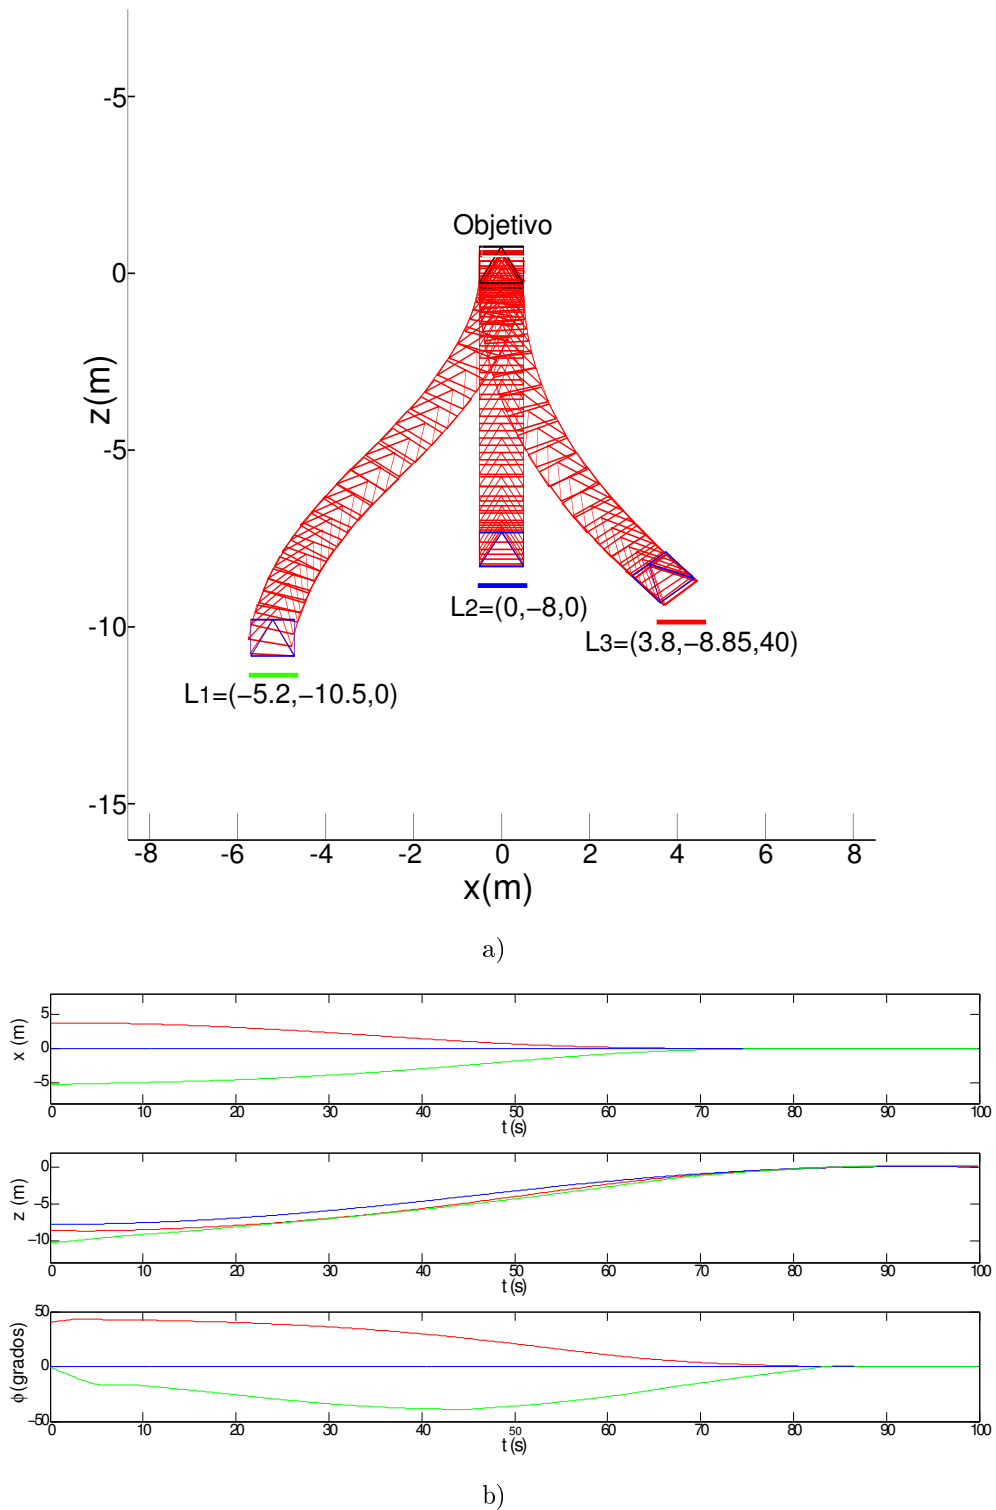 -5
Objetivo
0
z(m)
-5
L2=(0,−8,0)
-10
L3=(3.8,−8.85,40)
L1=(−5.2,−10.5,0)
-15
-8 -6 -4 -2 0 2 4 6 8
x(m)
a)
x (m)
5
0
−5
0 10 20 30 40 50 60 70 80 90 100
t (s)
z (m)
0
−5
−10
0 10 20 30 40 50 60 70 80 90 100
t (s)
ϕ (grados)
50
0
−50
0 10 20 30 40 50 60 70 80 90 100
t (s)
b)